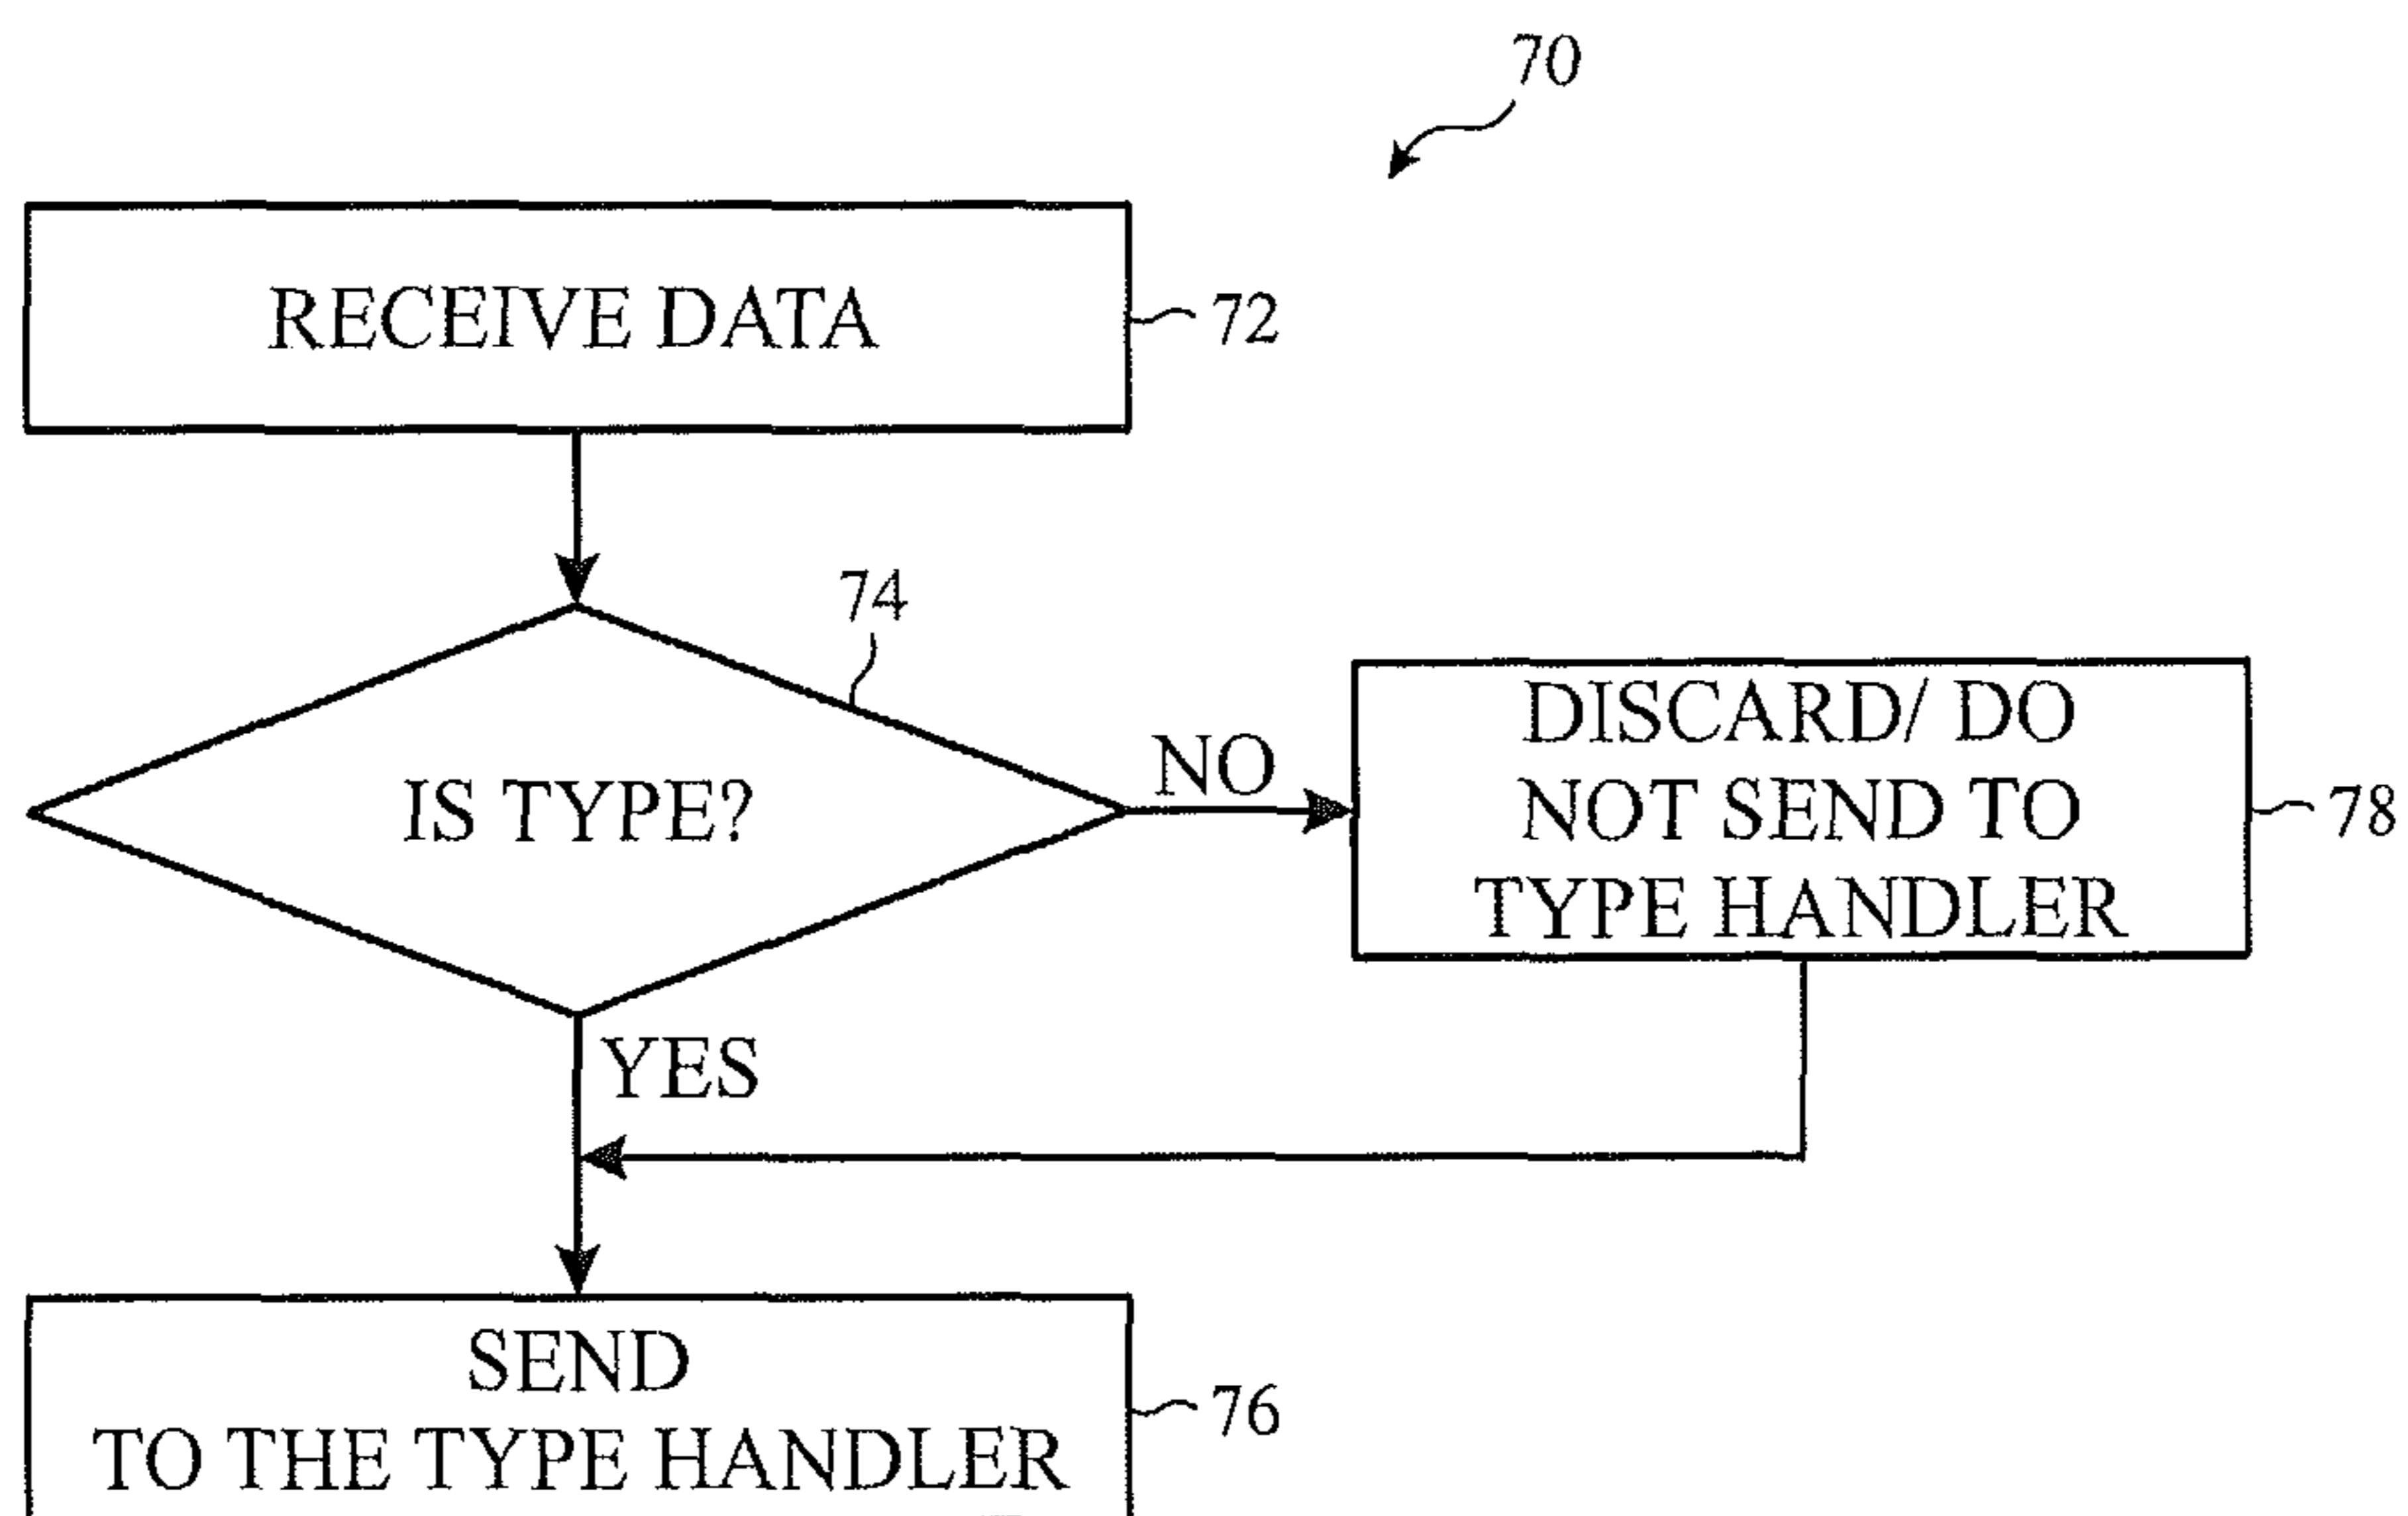 70
RECEIVE DATA
72
74
IS TYPE?
NO
DISCARD/ DO
NOT SEND TO
TYPE HANDLER
78
YES
SEND
TO THE TYPE HANDLER
76